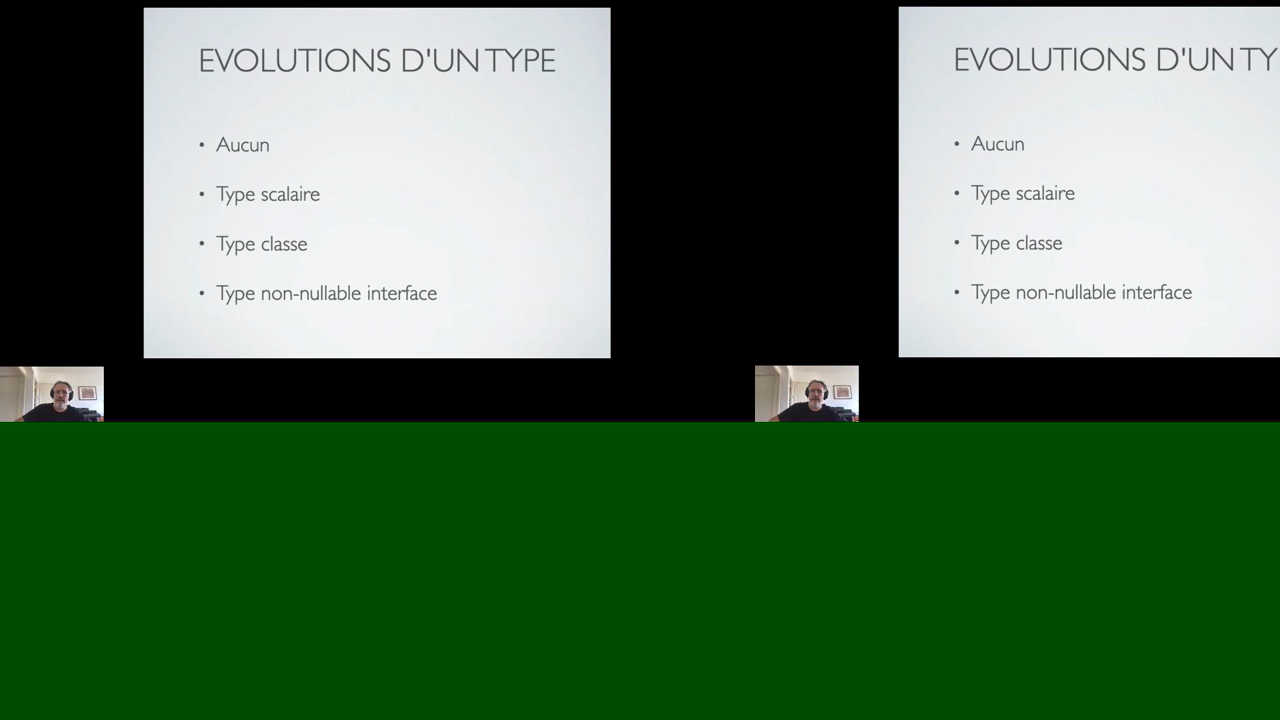 EVOLUTIONS D'UN TYPE
• Aucun
• Type scalaire
• Type classe
• Type non-nullable interface
EVOLUTIONS D'UN TY
• Aucun
• Type scalaire
• Type classe
• Type non-nullable interface